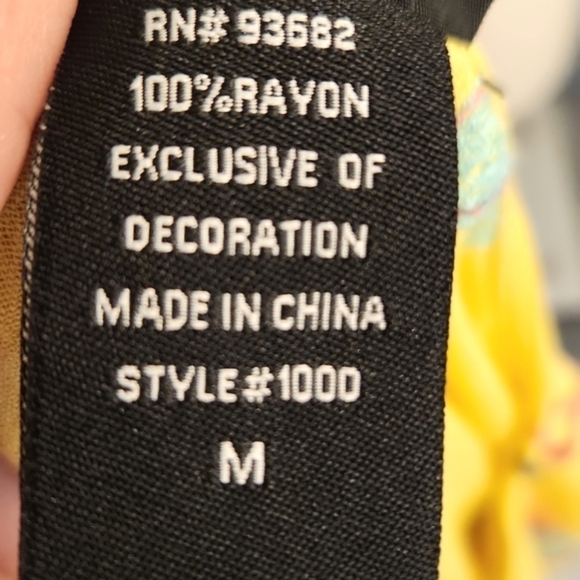 RN# 93682
100%RAYON
EXCLUSIVE OF
DECORATION
MADE IN CHINA
STYLE#1000
M